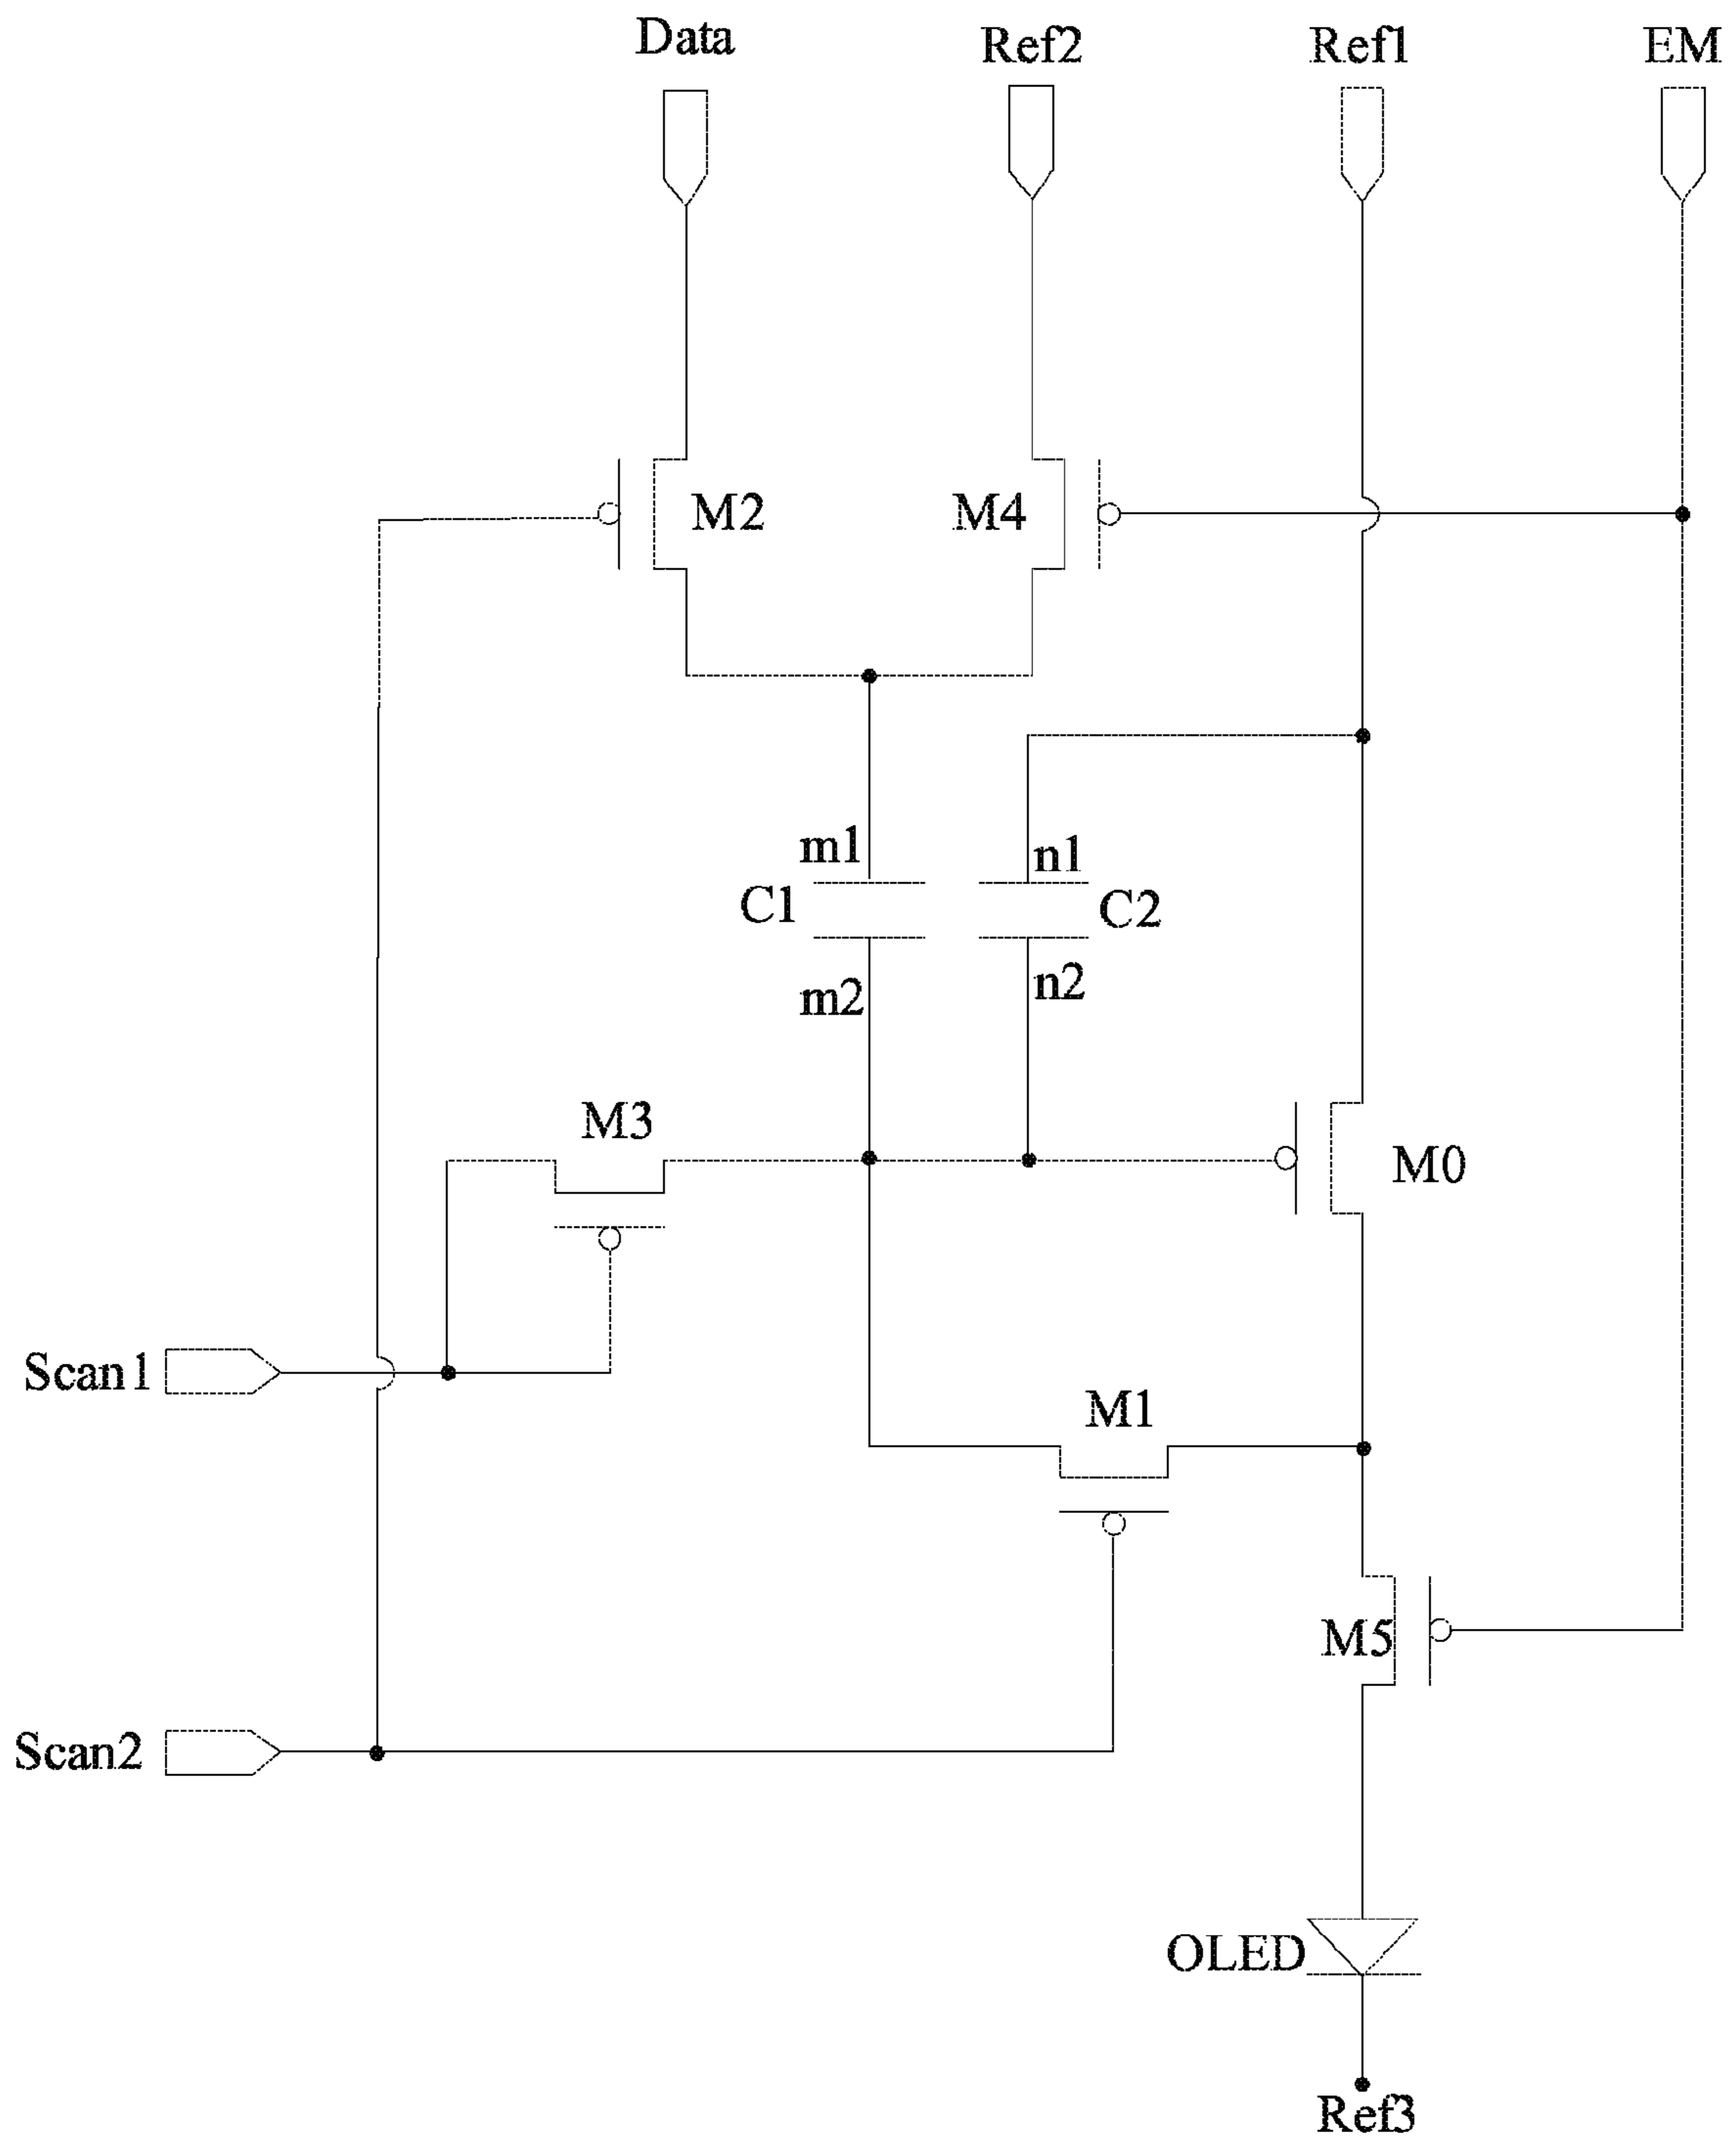 Data
Ref2
Ref1
EM
M2
M4
m1
n1
C1
C2
m2
n2
M3
M0
Scan1
M1
M5
Scan2
OLED
Ref3